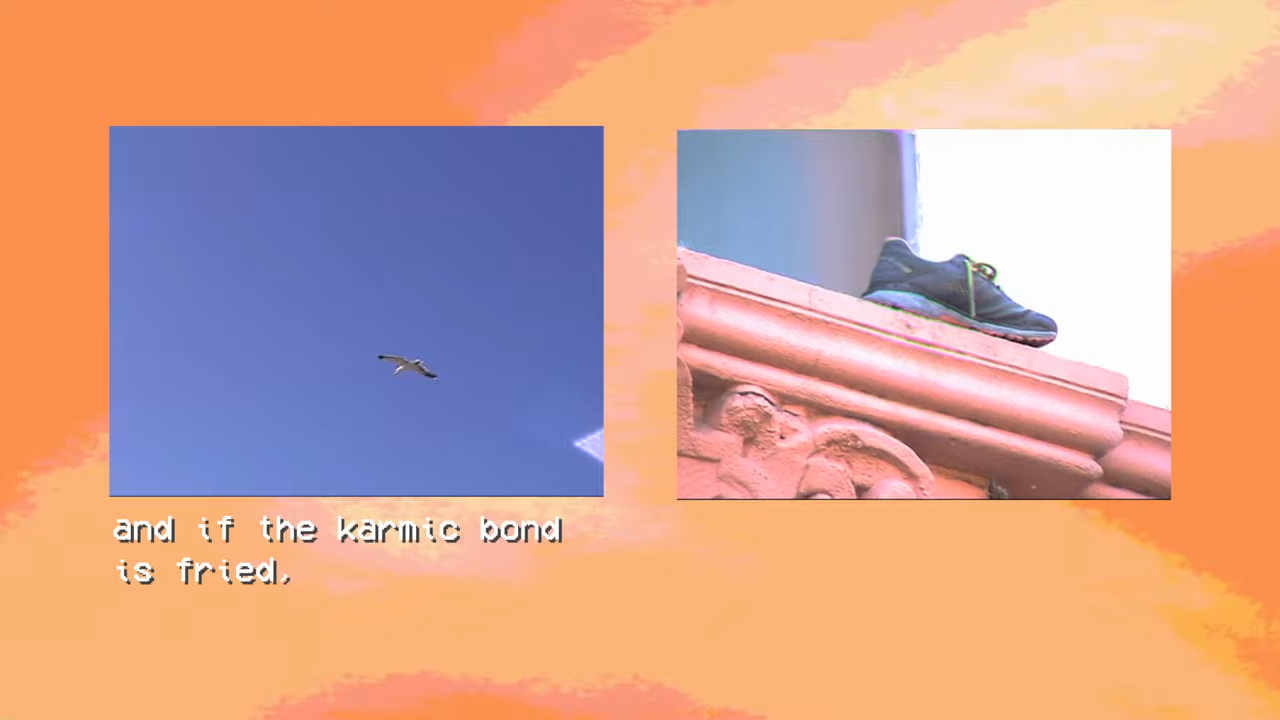 and if the karmic bond
is fried,